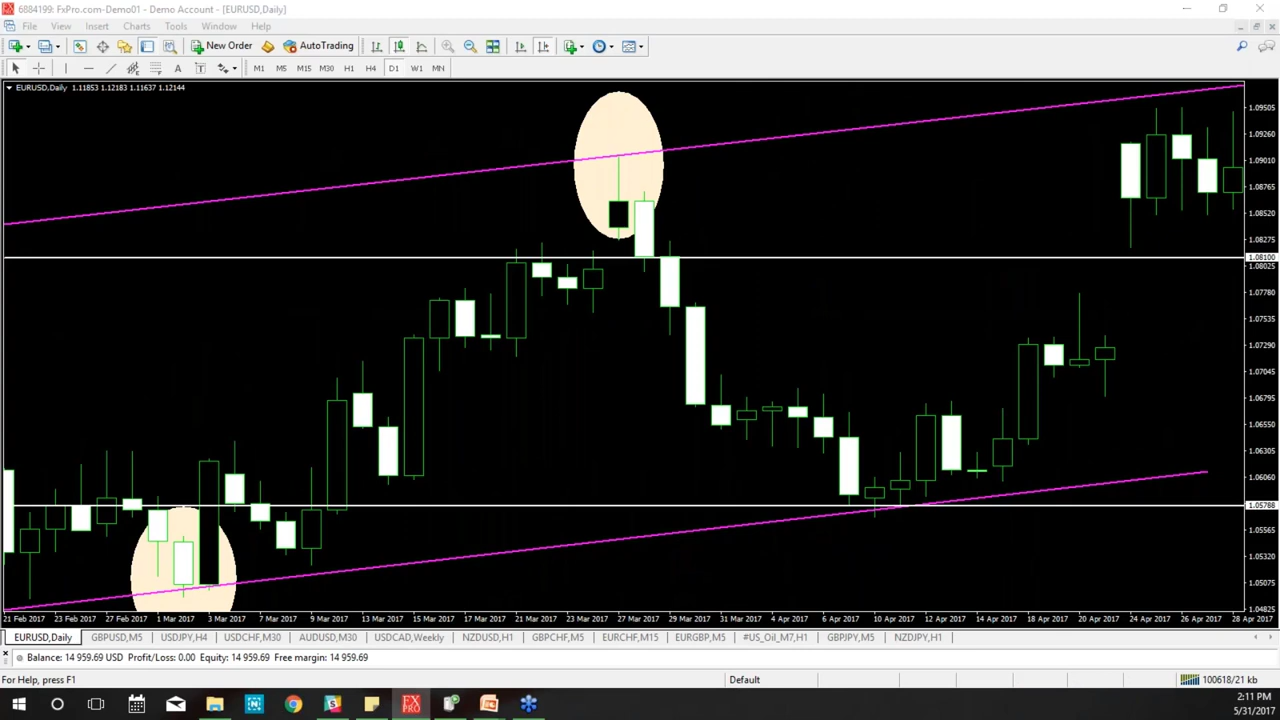 6884199: FxPro.com-Demo01 - Demo Account - [EURUSD,Daily]
File View Insert Charts Tools Window Help
New Order AutoTrading
A T
M1 M5 M15 M30 H1 H4 D1 W1 MN
EURUSD,Daily 1.11853 1.12183 1.11637 1.12144
1.09505
1.09260
1.09010
1.08765
1.08520
1.08275
1.08100
1.08025
1.07780
1.07535
1.07290
1.07045
1.06795
1.06550
1.06305
1.06060
1.05788
1.05565
1.05320
1.05075
1.04825
21 Feb 2017 23 Feb 2017 27 Feb 2017 1 Mar 2017 3 Mar 2017 7 Mar 2017 9 Mar 2017 13 Mar 2017 15 Mar 2017 17 Mar 2017 21 Mar 2017 23 Mar 2017 27 Mar 2017 29 Mar 2017 31 Mar 2017 4 Apr 2017 6 Apr 2017 10 Apr 2017 12 Apr 2017 14 Apr 2017 18 Apr 2017 20 Apr 2017 24 Apr 2017 26 Apr 2017 28 Apr 2017
EURUSD,Daily GBPUSD,M5 USDJPY,H4 USDCHF,M30 AUDUSD,M30 USDCAD,Weekly NZDUSD,H1 GBPCHF,M5 EURCHF,M15 EURGBP,M5 #US_Oil_M7,H1 GBPJPY,M5 NZDJPY,H1
Balance: 14 959.69 USD Profit/Loss: 0.00 Equity: 14 959.69 Free margin: 14 959.69
For Help, press F1 Default 100618/21 kb
FX PRO
2:11 PM
5/31/2017